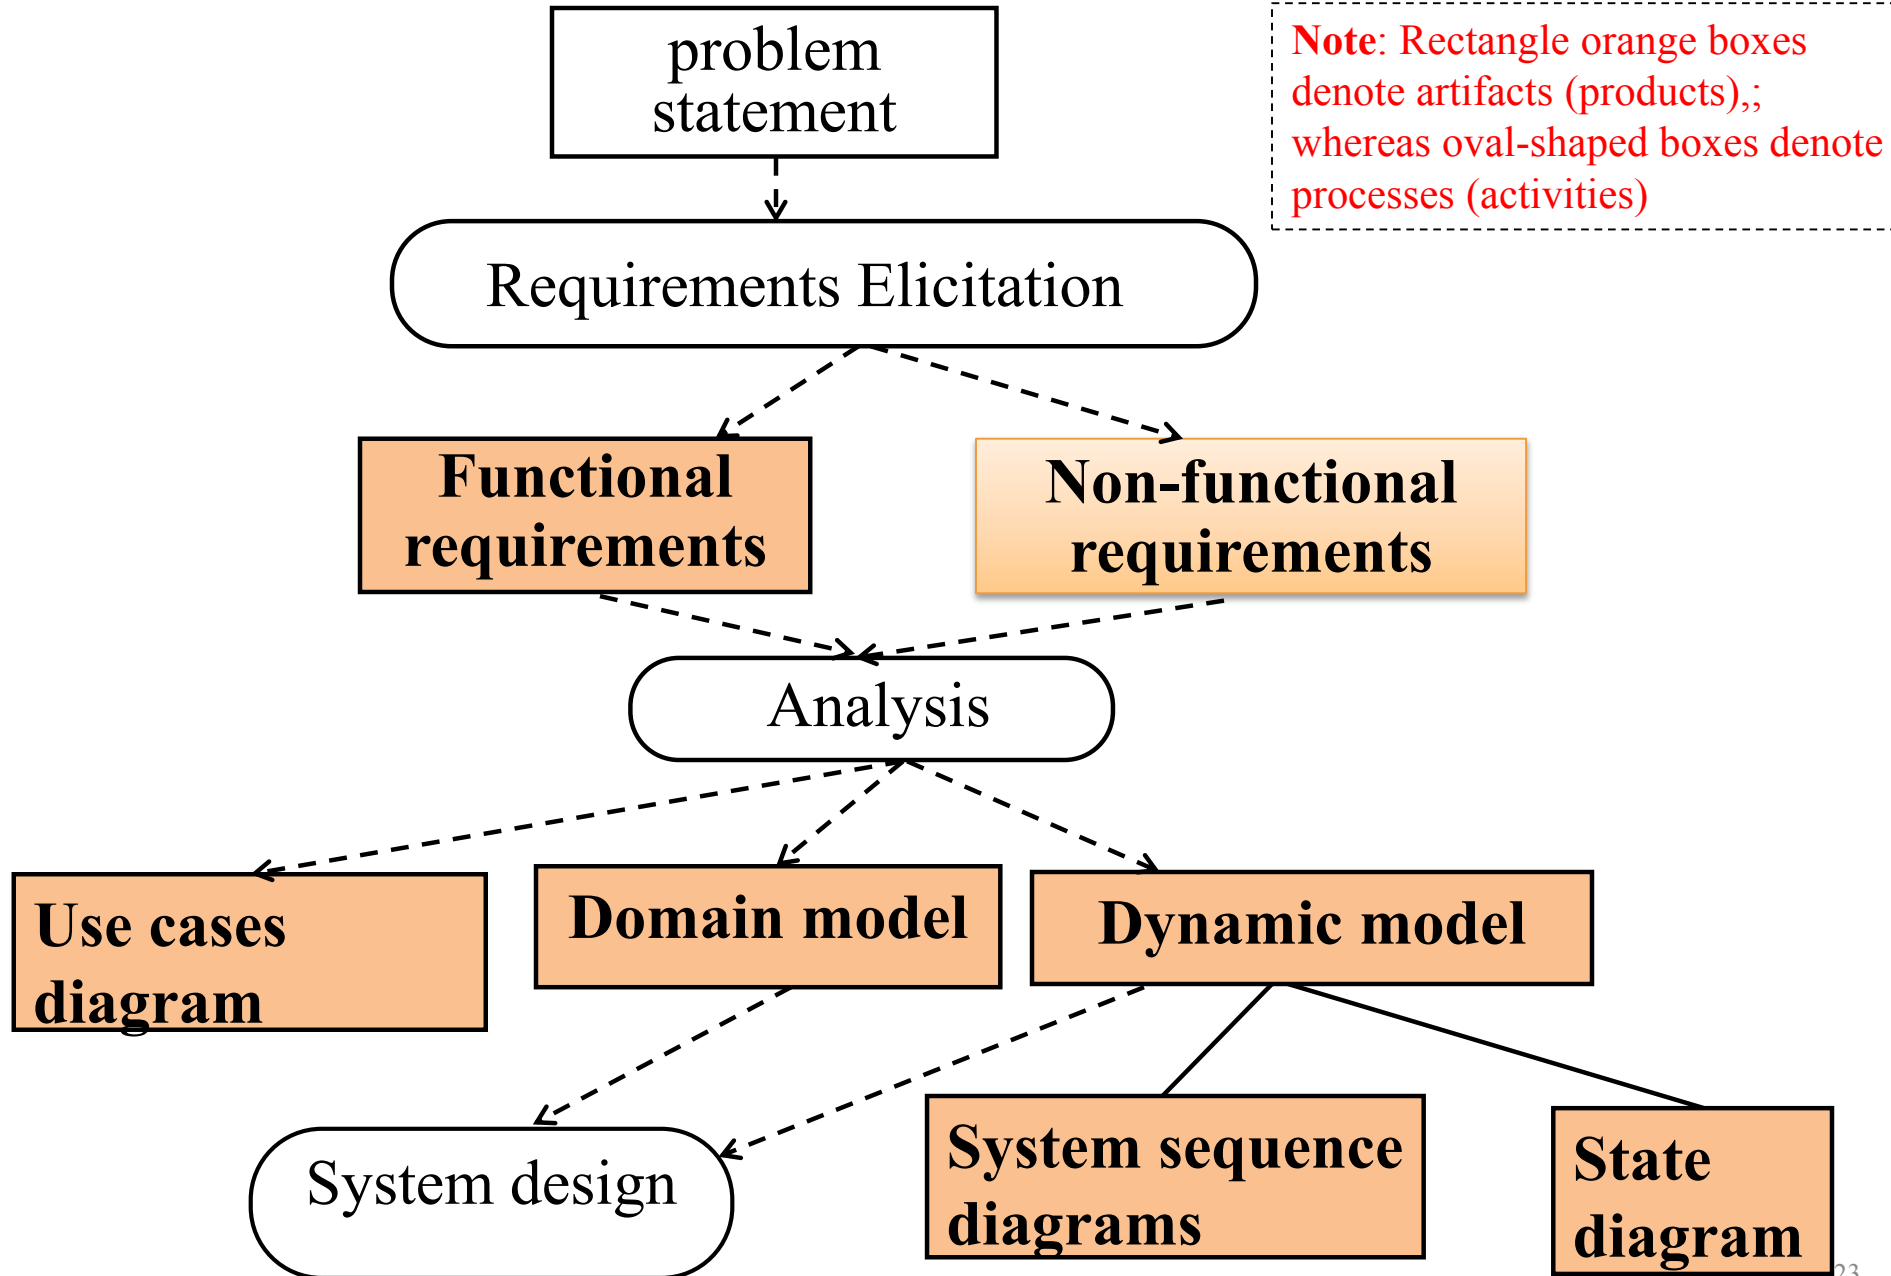 problem
statement
Note: Rectangle orange boxes
denote artifacts (products),;
whereas oval-shaped boxes denote
processes (activities)
Requirements Elicitation
Functional
requirements
Non-functional
requirements
Analysis
Use cases
diagram
Domain model
Dynamic model
System design
System sequence
diagrams
State
diagram
23